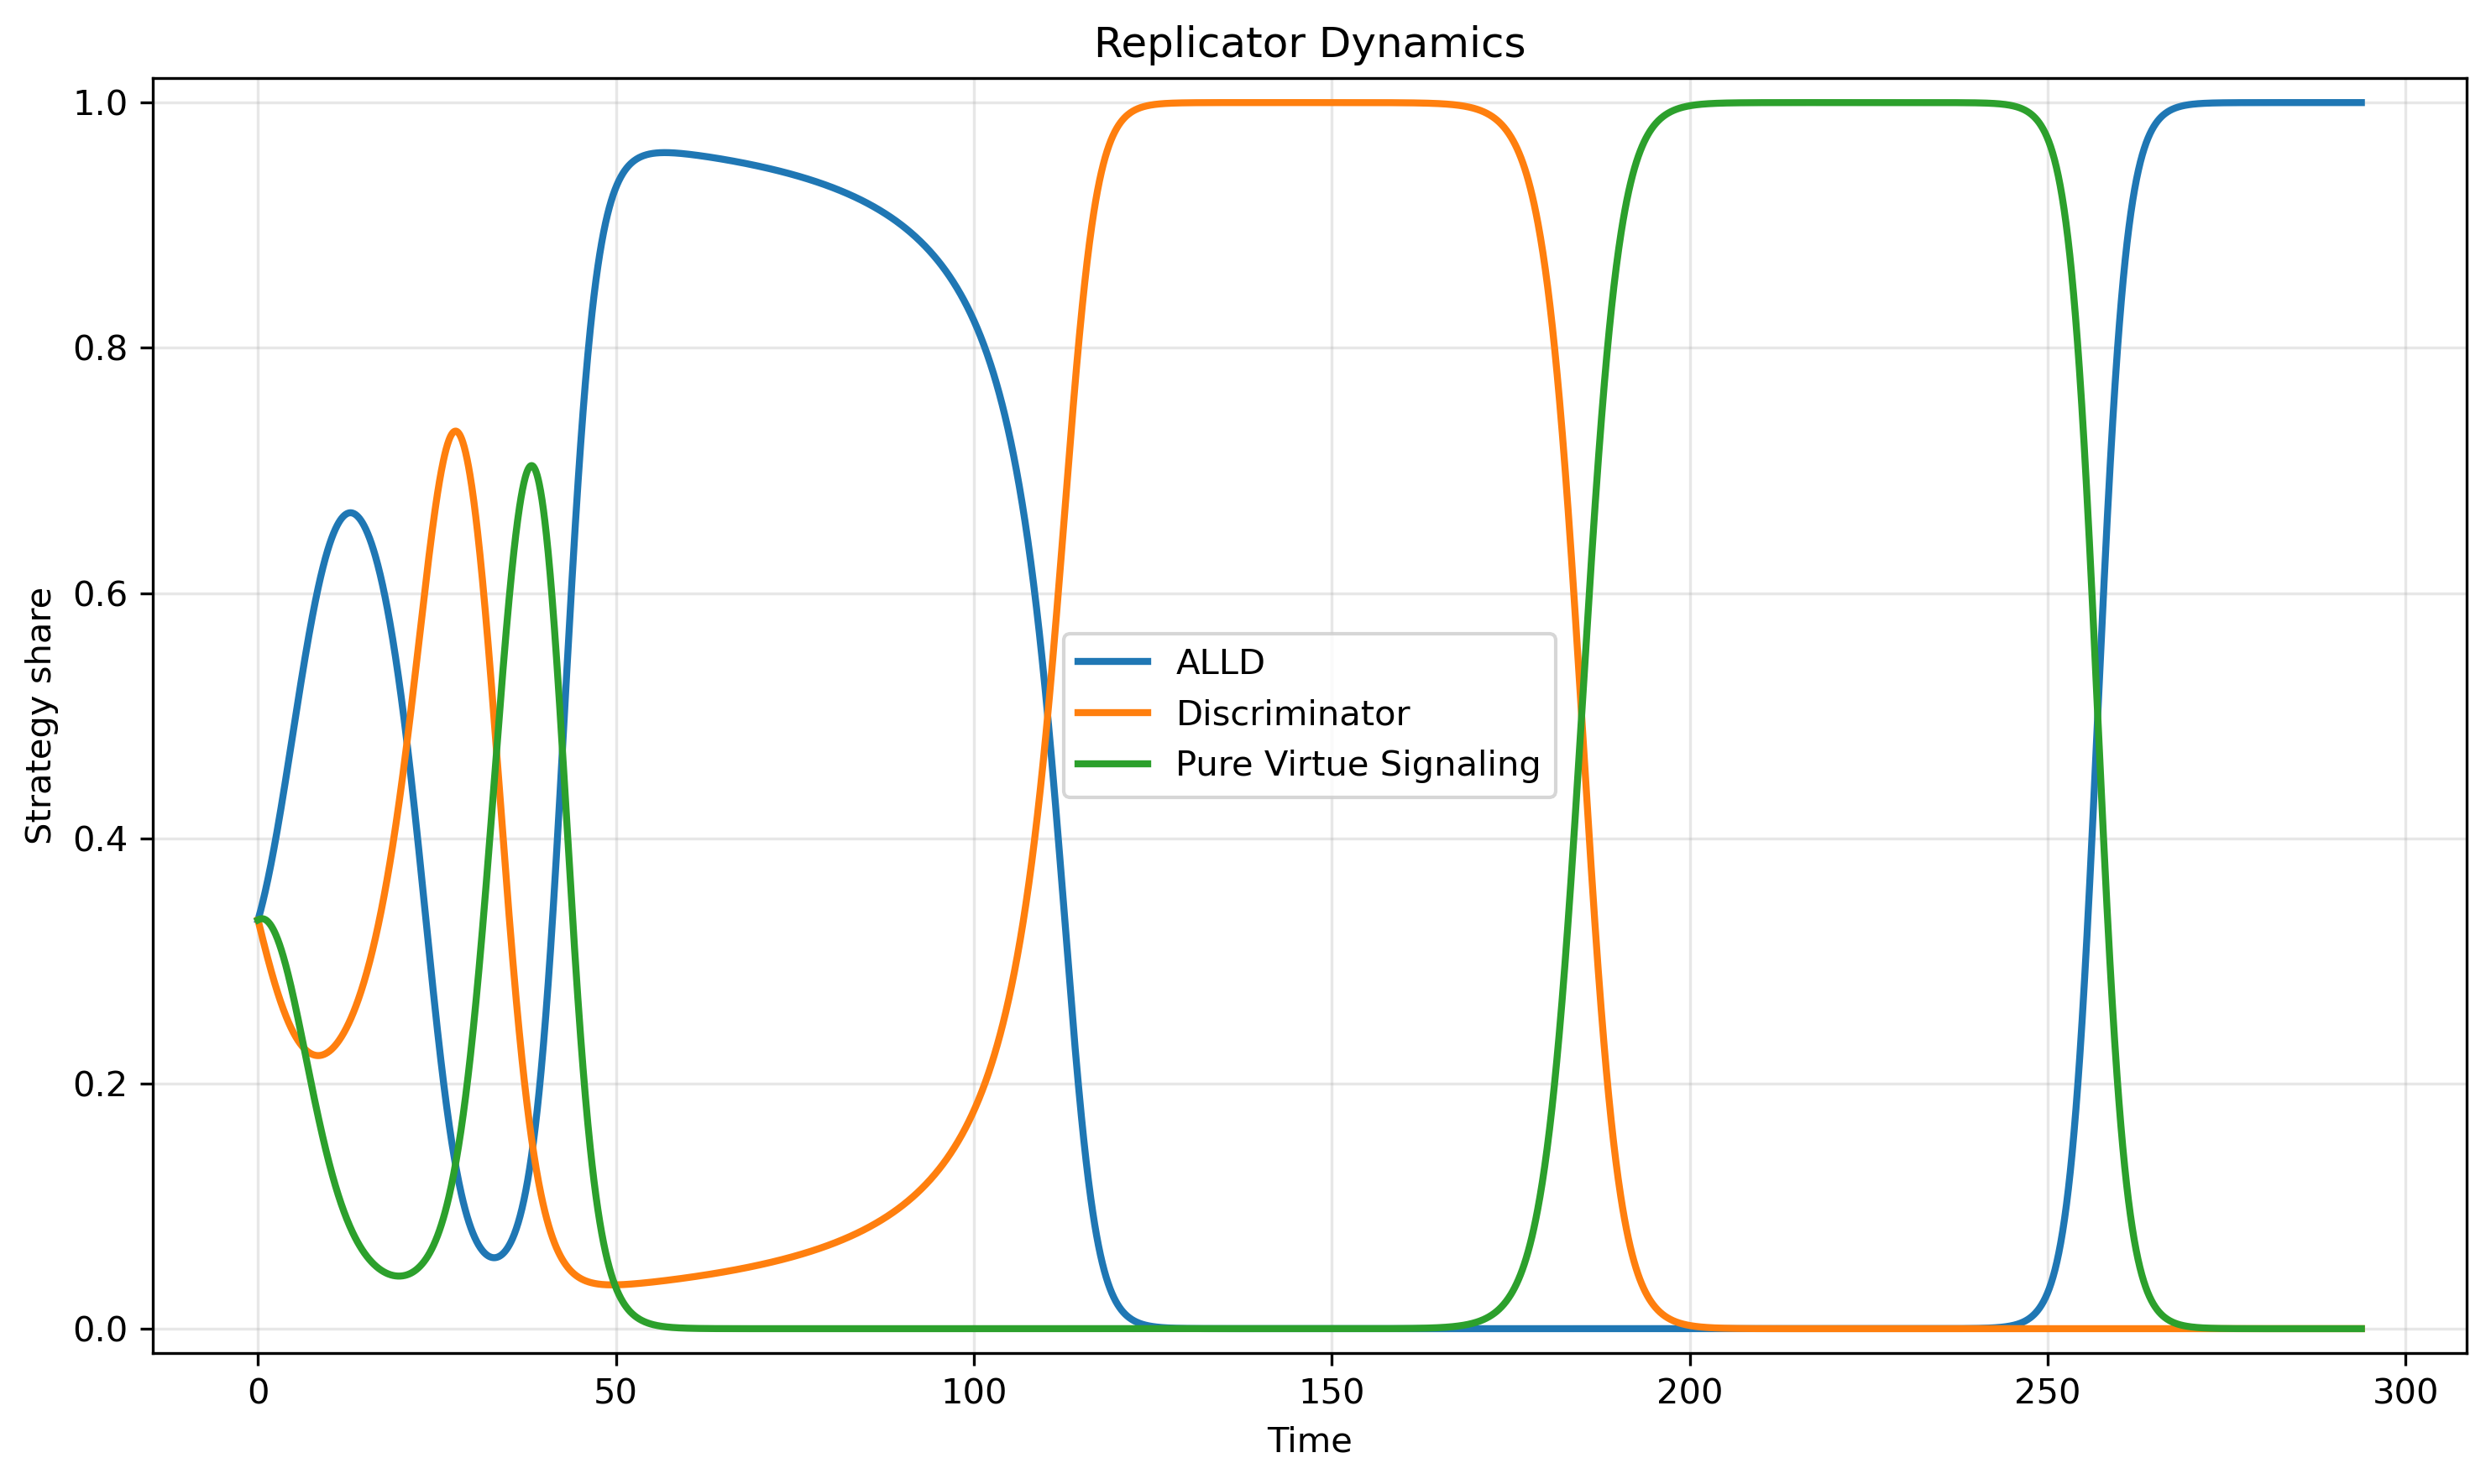 Replicator Dynamics
1.0
0.8
0.6
0.4
0.2
0.0
Strategy share
ALLD
Discriminator
Pure Virtue Signaling
0 50 100 150 200 250 300
Time